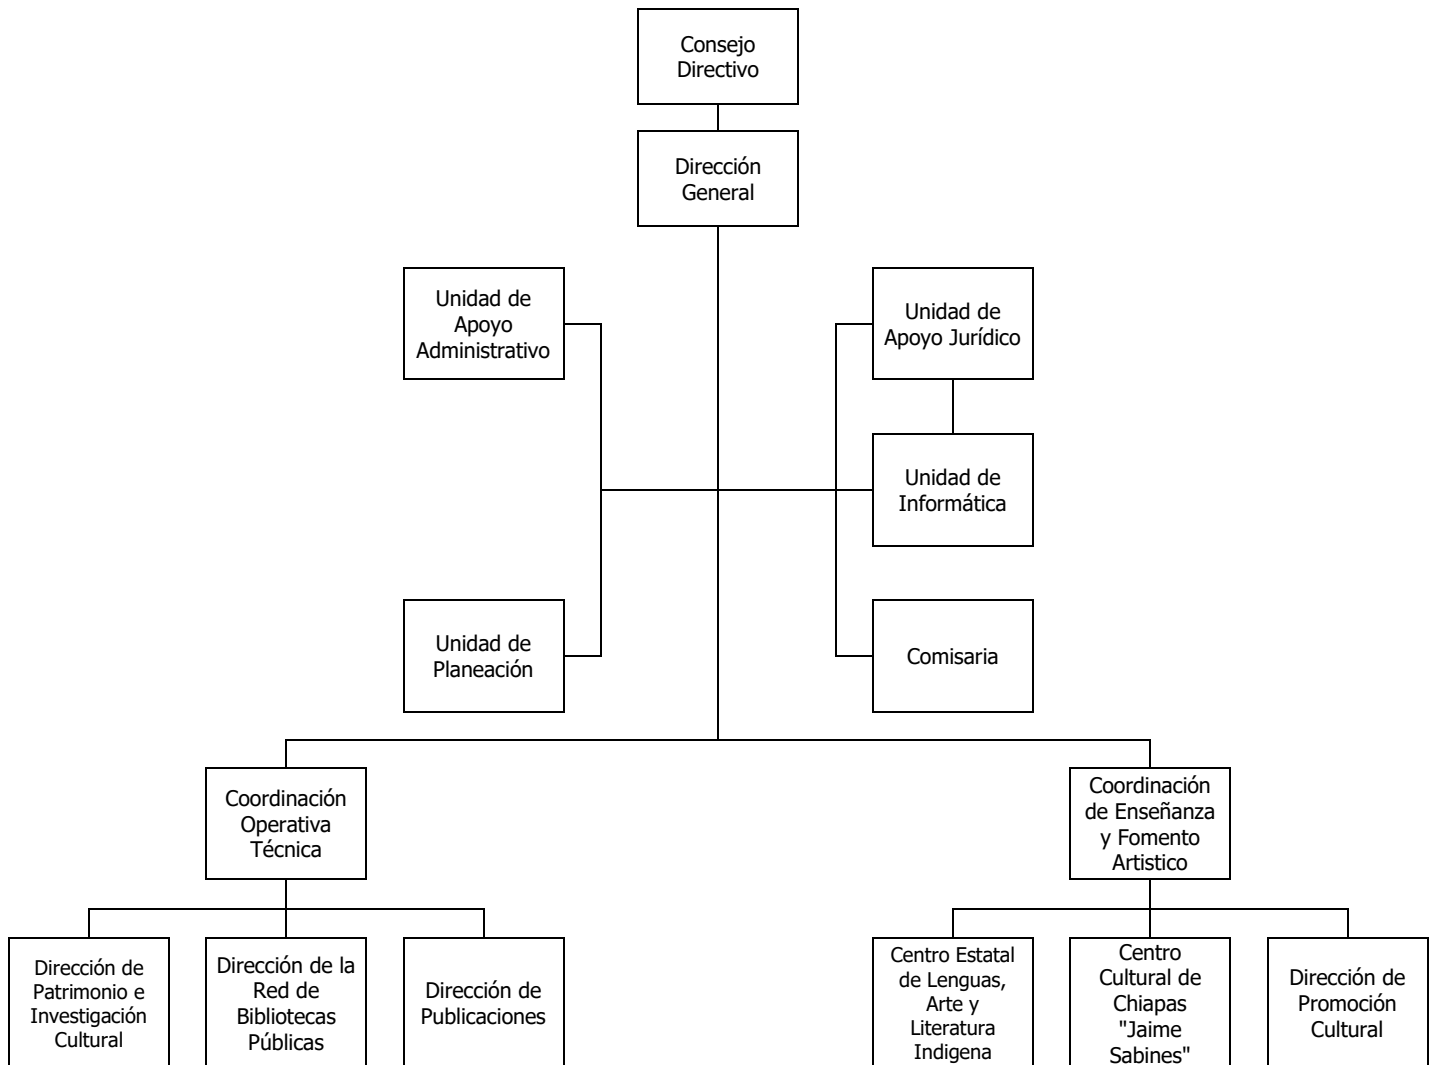 Consejo
Directivo
Dirección
General
Unidad de
Apoyo
Administrativo
Unidad de
Apoyo Jurídico
Unidad de
Informática
Unidad de
Planeación
Comisaria
Coordinación
Operativa
Técnica
Coordinación
de Enseñanza
y Fomento
Artistico
Dirección de
Patrimonio e
Investigación
Cultural
Dirección de la
Red de
Bibliotecas
Públicas
Dirección de
Publicaciones
Centro Estatal
de Lenguas,
Arte y
Literatura
Indigena
Centro
Cultural de
Chiapas
"Jaime
Sabines"
Dirección de
Promoción
Cultural